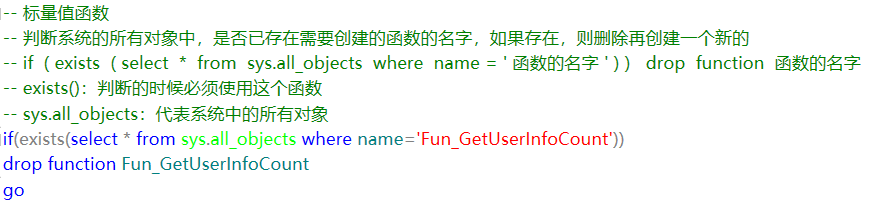 -- 标量值函数
-- 判断系统的所有对象中，是否已存在需要创建的函数的名字，如果存在，则删除再创建一个新的
-- if ( exists ( select * from sys.all_objects where name = ' 函数的名字 ' ) ) drop function 函数的名字
-- exists()：判断的时候必须使用这个函数
-- sys.all_objects：代表系统中的所有对象
if(exists(select * from sys.all_objects where name='Fun_GetUserInfoCount'))
drop function Fun_GetUserInfoCount
go